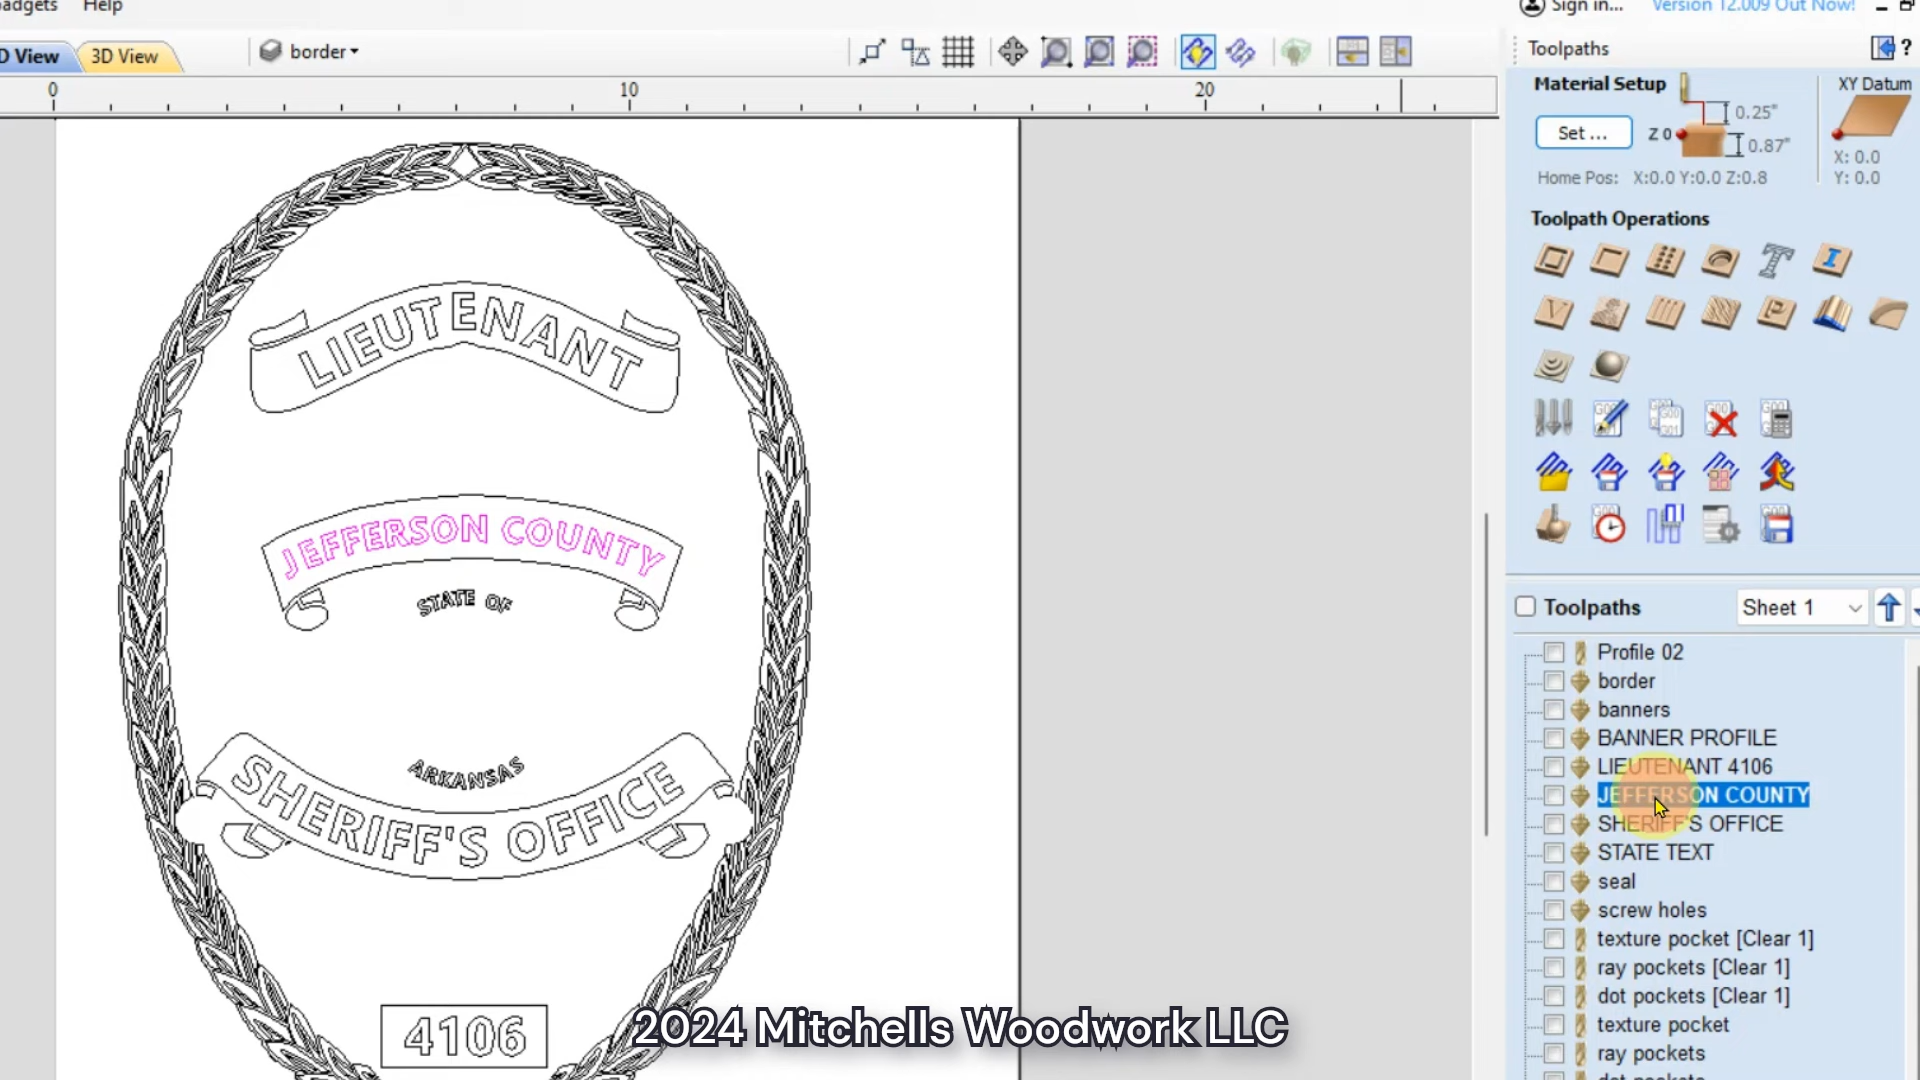 Gadgets Help
Sign in... Version 12.009 Out Now!
D View 3D View border
Toolpaths ?
0 10 20
Material Setup
XY Datum
Set ...
Z 0
0.25"
0.87"
X: 0.0
Y: 0.0
Home Pos: X:0.0 Y:0.0 Z:0.8
Toolpath Operations
Toolpaths Sheet 1
Profile 02
border
banners
BANNER PROFILE
LIEUTENANT 4106
JEFFERSON COUNTY
SHERIFF'S OFFICE
STATE TEXT
seal
screw holes
texture pocket [Clear 1]
ray pockets [Clear 1]
dot pockets [Clear 1]
texture pocket
ray pockets
dot pockets
LIEUTENANT
JEFFERSON COUNTY
STATE OF
ARKANSAS
SHERIFF'S OFFICE
4106
2024 Mitchells Woodwork LLC